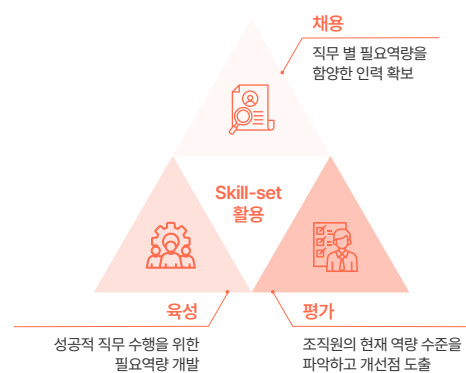 채용
직무 별 필요역량을
함양한 인력 확보
Skill-set
활용
육성
성공적 직무 수행을 위한
필요역량 개발
평가
조직원의 현재 역량 수준을
파악하고 개선점 도출